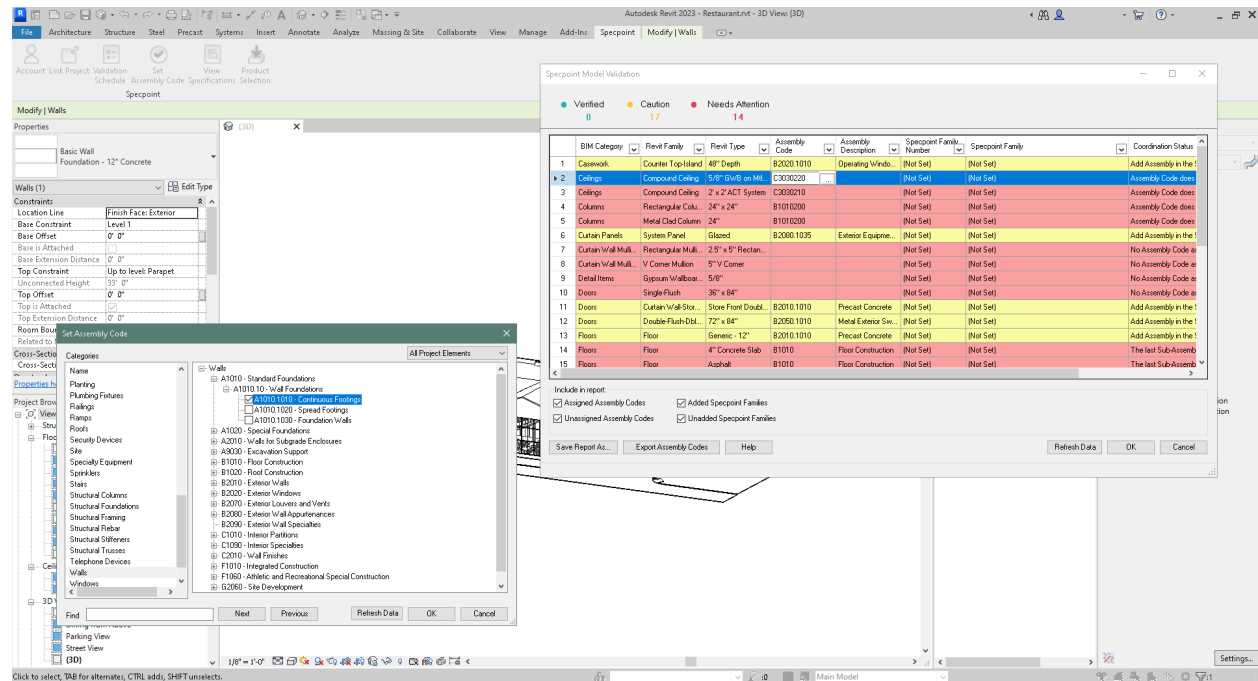 Autodesk Revit 2023 - Restaurant.rvt - 3D View: {3D}
File Architecture Structure Steel Precast Systems Insert Annotate Analyze Massing & Site Collaborate View Manage Add-Ins Specpoint Modify | Walls
Account Link Project Validation Schedule Set Assembly Code View Specifications Product Selection
Specpoint
Modify | Walls
Properties
{3D}
Basic Wall
Foundation - 12" Concrete
Walls (1) Edit Type
Constraints
Location Line Finish Face: Exterior
Base Constraint Level 1
Base Offset 0' 0"
Base is Attached
Base Extension Distance 0' 0"
Top Constraint Up to level: Parapet
Unconnected Height 33' 0"
Top Offset 0' 0"
Top is Attached
Top Extension Distance 0' 0"
Room Bour
Related to
Cross-Sectio
Cross-Secti
Properties h
Project Brow
View
Stru
Floo
Ceili
3D V
Parking View
Street View
{3D}
Set Assembly Code
Categories
All Project Elements
Name
Planting
Plumbing Fixtures
Railings
Ramps
Roofs
Security Devices
Site
Specialty Equipment
Sprinklers
Stairs
Structural Columns
Structural Foundations
Structural Framing
Structural Rebar
Structural Stiffeners
Structural Trusses
Telephone Devices
Walls
Windows
Walls
A1010 - Standard Foundations
A1010.10 - Wall Foundations
A1010.1010 - Continuous Footings
A1010.1020 - Spread Footings
A1010.1030 - Foundation Walls
A1020 - Special Foundations
A2010 - Walls for Subgrade Enclosures
A9030 - Excavation Support
B1010 - Floor Construction
B1020 - Roof Construction
B2010 - Exterior Walls
B2020 - Exterior Windows
B2070 - Exterior Louvers and Vents
B2080 - Exterior Wall Appurtenances
B2090 - Exterior Wall Specialties
C1010 - Interior Partitions
C1090 - Interior Specialties
C2010 - Wall Finishes
F1010 - Integrated Construction
F1060 - Athletic and Recreational Special Construction
G2060 - Site Development
Find Next Previous Refresh Data OK Cancel
Specpoint Model Validation
Verified Caution Needs Attention
0 17 14
BIM Category Revit Family Revit Type Assembly Code Assembly Description Specpoint Family Number Specpoint Family Coordination Status
1 Casework Counter Top-Island 48" Depth B2020.1010 Operating Windo... (Not Set) (Not Set) Add Assembly in the S
2 Ceilings Compound Ceiling 5/8" GWB on Mtl... C3030220 ... (Not Set) (Not Set) Assembly Code does
3 Ceilings Compound Ceiling 2' x 2' ACT System C3030210 (Not Set) (Not Set) Assembly Code does
4 Columns Rectangular Colu... 24" x 24" B1010200 (Not Set) (Not Set) Assembly Code does
5 Columns Metal Clad Column 24" B1010200 (Not Set) (Not Set) Assembly Code does
6 Curtain Panels System Panel Glazed B2080.1035 Exterior Equipme... (Not Set) (Not Set) Add Assembly in the S
7 Curtain Wall Mulli... Rectangular Mulli... 2.5" x 5" Rectan... (Not Set) (Not Set) No Assembly Code as
8 Curtain Wall Mulli... V Corner Mullion 5" V Corner (Not Set) (Not Set) No Assembly Code as
9 Detail Items Gypsum Wallboar... 5/8" (Not Set) (Not Set) No Assembly Code as
10 Doors Single-Flush 36" x 84" (Not Set) (Not Set) No Assembly Code as
11 Doors Curtain Wall-Stor... Store Front Doubl... B2010.1010 Precast Concrete (Not Set) (Not Set) Add Assembly in the S
12 Doors Double-Flush-Dbl... 72" x 84" B2050.1010 Metal Exterior Sw... (Not Set) (Not Set) Add Assembly in the S
13 Floors Floor Generic - 12" B2010.1010 Precast Concrete (Not Set) (Not Set) Add Assembly in the S
14 Floors Floor 4" Concrete Slab B1010 Floor Construction (Not Set) (Not Set) The last Sub-Assemb
15 Floors Floor Asphalt B1010 Floor Construction (Not Set) (Not Set) The last Sub-Assemb
Include in report:
Assigned Assembly Codes Added Specpoint Families
Unassigned Assembly Codes Unadded Specpoint Families
Save Report As... Export Assembly Codes Help Refresh Data OK Cancel
1/8" = 1'-0"
Settings...
Click to select, TAB for alternates, CTRL adds, SHIFT unselects.
:0 Main Model :1